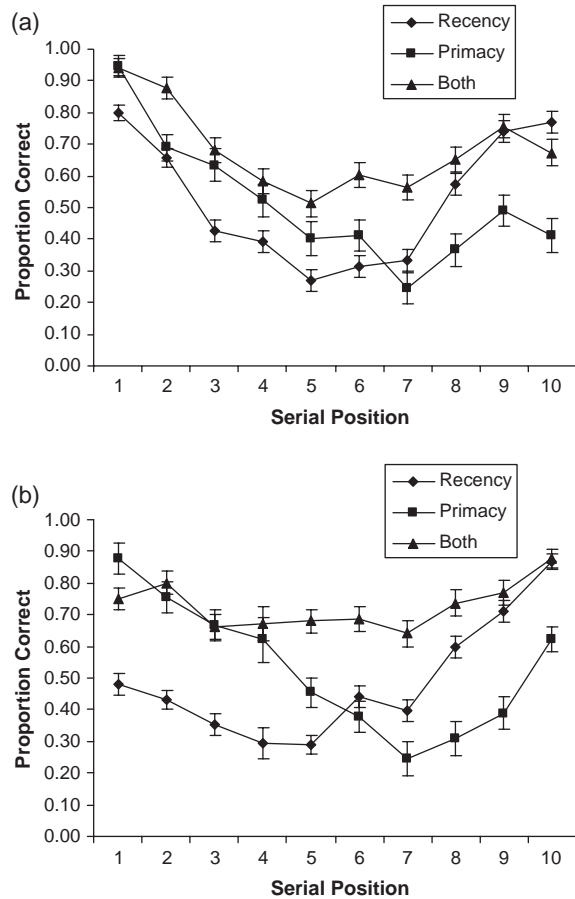 (a)
Recency
Primacy
Both
Proportion Correct
1.00
0.90
0.80
0.70
0.60
0.50
0.40
0.30
0.20
0.10
0.00
1 2 3 4 5 6 7 8 9 10
Serial Position
(b)
Recency
Primacy
Both
Proportion Correct
1.00
0.90
0.80
0.70
0.60
0.50
0.40
0.30
0.20
0.10
0.00
1 2 3 4 5 6 7 8 9 10
Serial Position